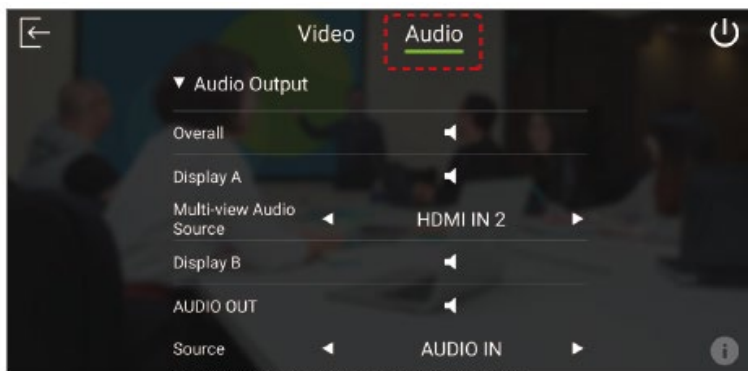 Video Audio
▼ Audio Output
Overall
Display A
Multi-view Audio
Source ◄ HDMI IN 2 ►
Display B
AUDIO OUT
Source ◄ AUDIO IN ►